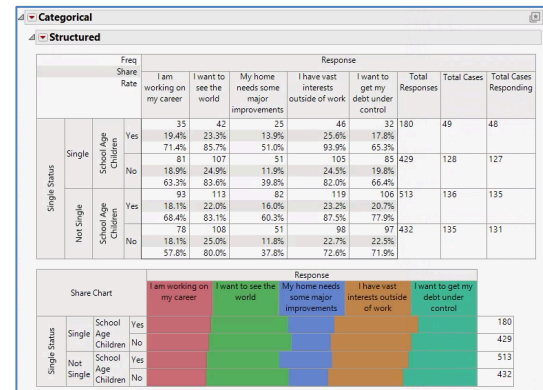 Categorical
Structured
Freq
Share
Rate
Response
I am working on my career
I want to see the world
My home needs some major improvements
I have vast interests outside of work
I want to get my debt under control
Total Responses
Total Cases
Total Cases Responding
Single Status
Single
School Age Children
Yes
35 42 25 46 32 180 49 48
19.4% 23.3% 13.9% 25.6% 17.8%
71.4% 85.7% 51.0% 93.9% 65.3%
No
81 107 51 105 85 429 128 127
18.9% 24.9% 11.9% 24.5% 19.8%
63.3% 83.6% 39.8% 82.0% 66.4%
Not Single
School Age Children
Yes
93 113 82 119 106 513 136 135
18.1% 22.0% 16.0% 23.2% 20.7%
68.4% 83.1% 60.3% 87.5% 77.9%
No
78 108 51 98 97 432 135 131
18.1% 25.0% 11.8% 22.7% 22.5%
57.8% 80.0% 37.8% 72.6% 71.9%
Share Chart
Response
I am working on my career
I want to see the world
My home needs some major improvements
I have vast interests outside of work
I want to get my debt under control
Single Status
Single
School Age Children
Yes 180
No 429
Not Single
School Age Children
Yes 513
No 432